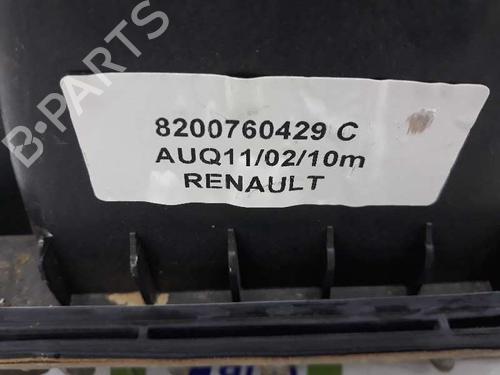 B-PARTS
8200760429 C
AUQ11/02/10m
RENAULT